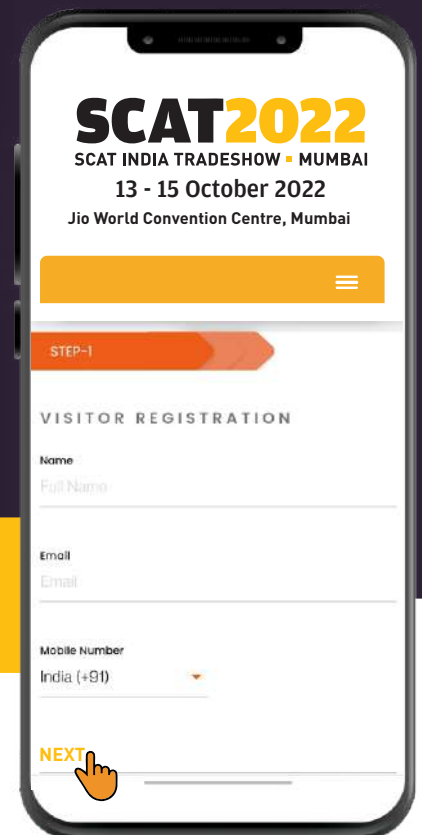 SCAT2022
SCAT INDIA TRADESHOW ▪ MUMBAI
13 - 15 October 2022
Jio World Convention Centre, Mumbai
STEP-1
VISITOR REGISTRATION
Name
Full Name
Email
Email
Mobile Number
India (+91)
NEXT